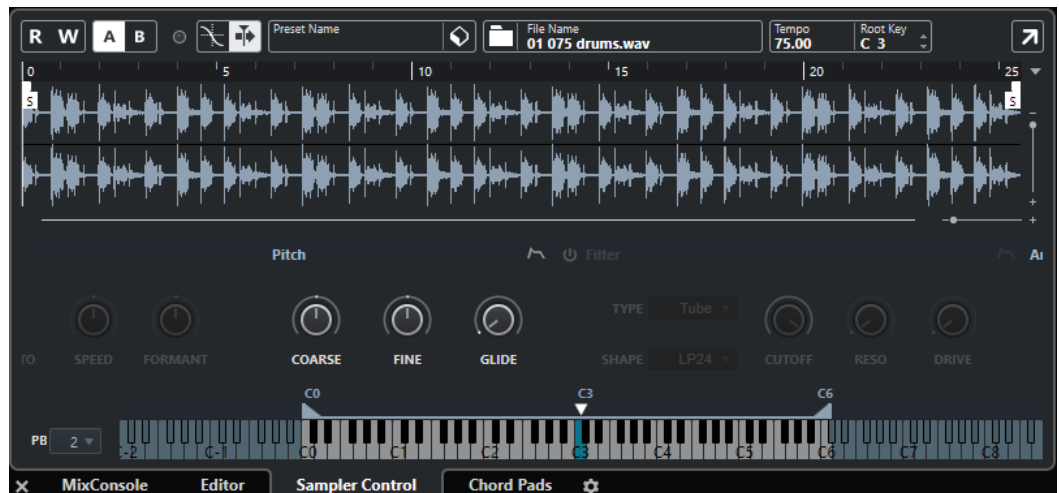 R W A B Preset Name File Name Tempo Root Key
01 075 drums.wav 75.00 C 3
0 5 10 15 20 25
S S
Pitch Filter
TYPE Tube
TO SPEED FORMANT COARSE FINE GLIDE SHAPE LP24 CUTOFF RESO DRIVE
C0 C3 C6
PB 2
-2 C-1 C0 C1 C2 C3 C4 C5 C6 C7 C8
MixConsole Editor Sampler Control Chord Pads